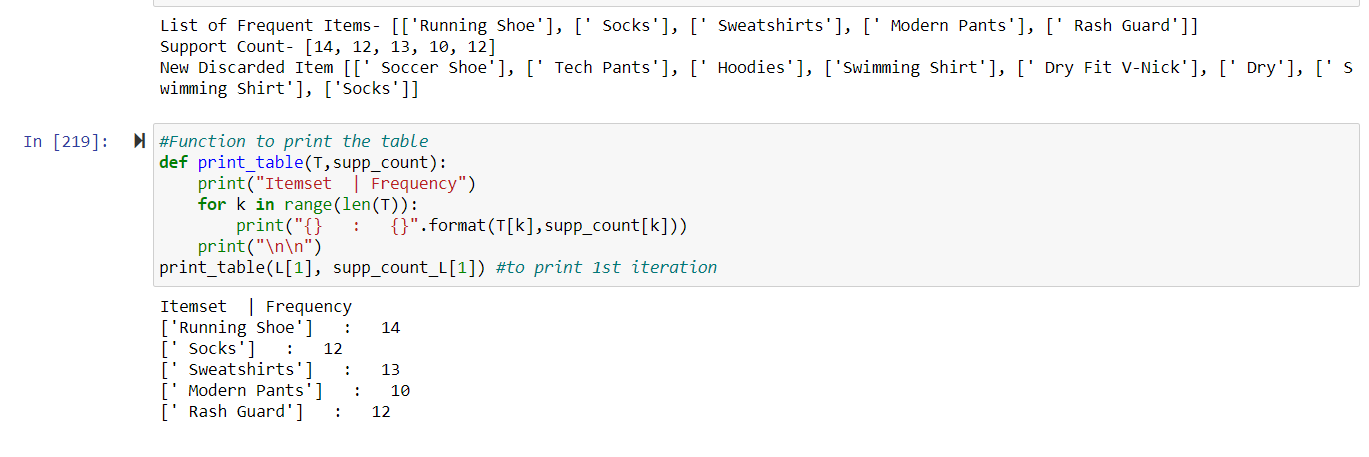 List of Frequent Items- [['Running Shoe'], [' Socks'], [' Sweatshirts'], [' Modern Pants'], [' Rash Guard']]
Support Count- [14, 12, 13, 10, 12]
New Discarded Item [[' Soccer Shoe'], [' Tech Pants'], [' Hoodies'], ['Swimming Shirt'], [' Dry Fit V-Nick'], [' Dry'], [' S
wimming Shirt'], ['Socks']]
In [219]:
#Function to print the table
def print_table(T,supp_count):
    print("Itemset  | Frequency")
    for k in range(len(T)):
        print("{}   :   {}".format(T[k],supp_count[k]))
    print("\n\n")
print_table(L[1], supp_count_L[1]) #to print 1st iteration
Itemset  | Frequency
['Running Shoe']   :   14
[' Socks']   :   12
[' Sweatshirts']   :   13
[' Modern Pants']   :   10
[' Rash Guard']   :   12